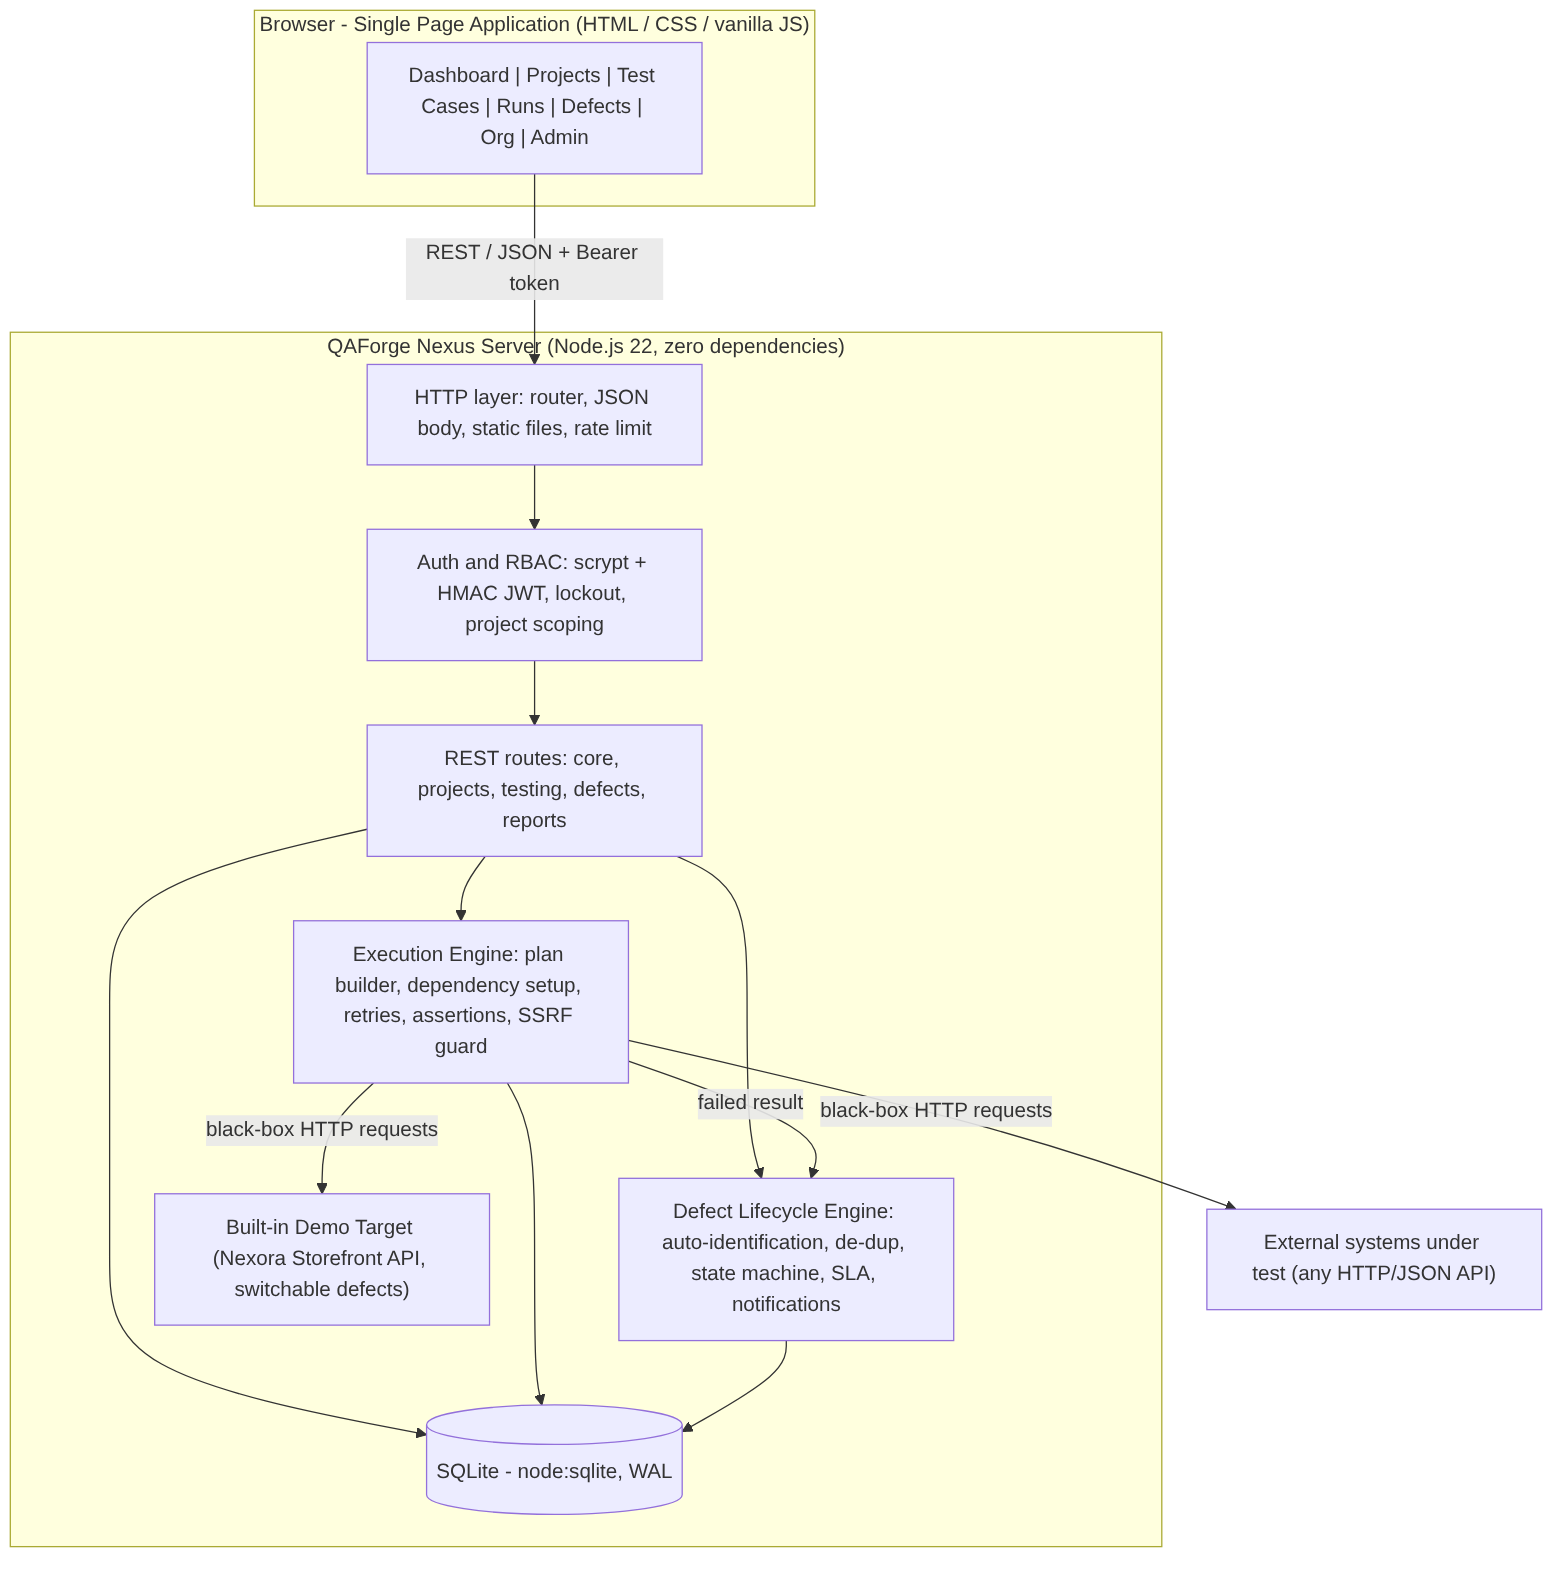 Browser - Single Page Application (HTML / CSS / vanilla JS)
Dashboard | Projects | Test
Cases | Runs | Defects |
Org | Admin
REST / JSON + Bearer
token
QAForge Nexus Server (Node.js 22, zero dependencies)
HTTP layer: router, JSON
body, static files, rate limit
Auth and RBAC: scrypt +
HMAC JWT, lockout,
project scoping
REST routes: core,
projects, testing, defects,
reports
Execution Engine: plan
builder, dependency setup,
retries, assertions, SSRF
guard
failed result
black-box HTTP requests
black-box HTTP requests
Built-in Demo Target
(Nexora Storefront API,
switchable defects)
Defect Lifecycle Engine:
auto-identification, de-dup,
state machine, SLA,
notifications
External systems under
test (any HTTP/JSON API)
SQLite - node:sqlite, WAL